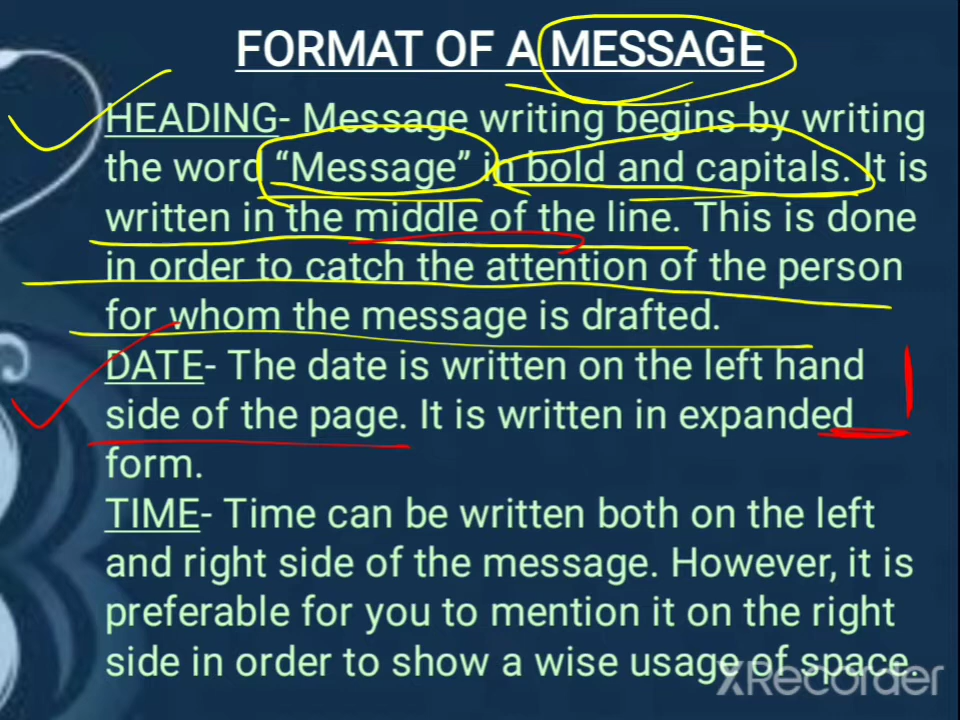 FORMAT OF A MESSAGE
HEADING- Message writing begins by writing
the word “Message” in bold and capitals. It is
written in the middle of the line. This is done
in order to catch the attention of the person
for whom the message is drafted.
DATE- The date is written on the left hand
side of the page. It is written in expanded
form.
TIME- Time can be written both on the left
and right side of the message. However, it is
preferable for you to mention it on the right
side in order to show a wise usage of space.
XRecorder